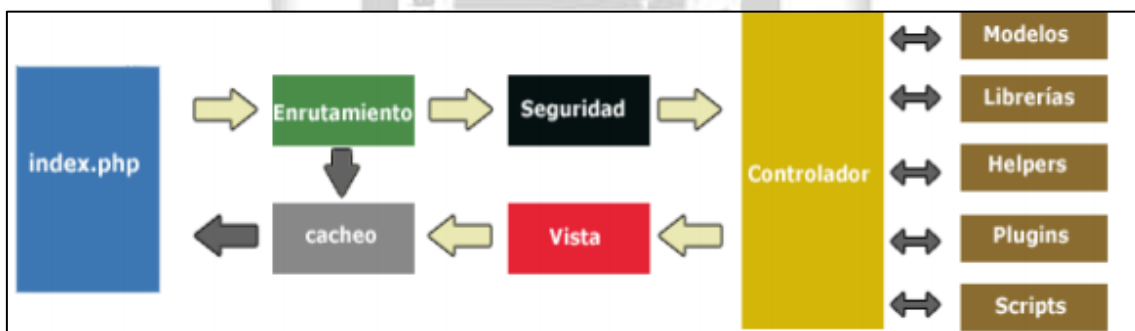 index.php
Enrutamiento
Seguridad
Controlador
cacheo
Vista
Modelos
Librerías
Helpers
Plugins
Scripts